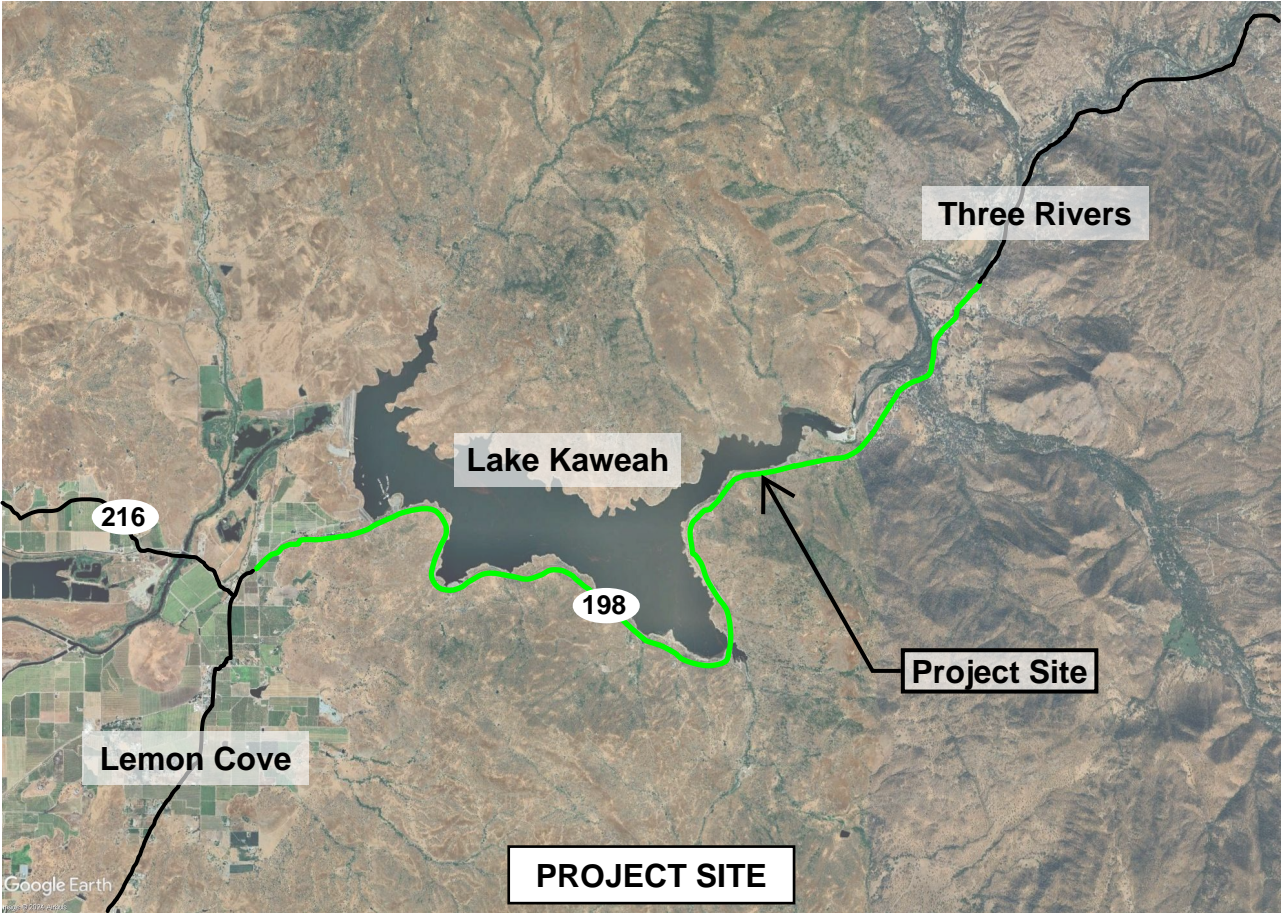 Three Rivers
Lake Kaweah
216
198
Project Site
Lemon Cove
PROJECT SITE
Google Earth